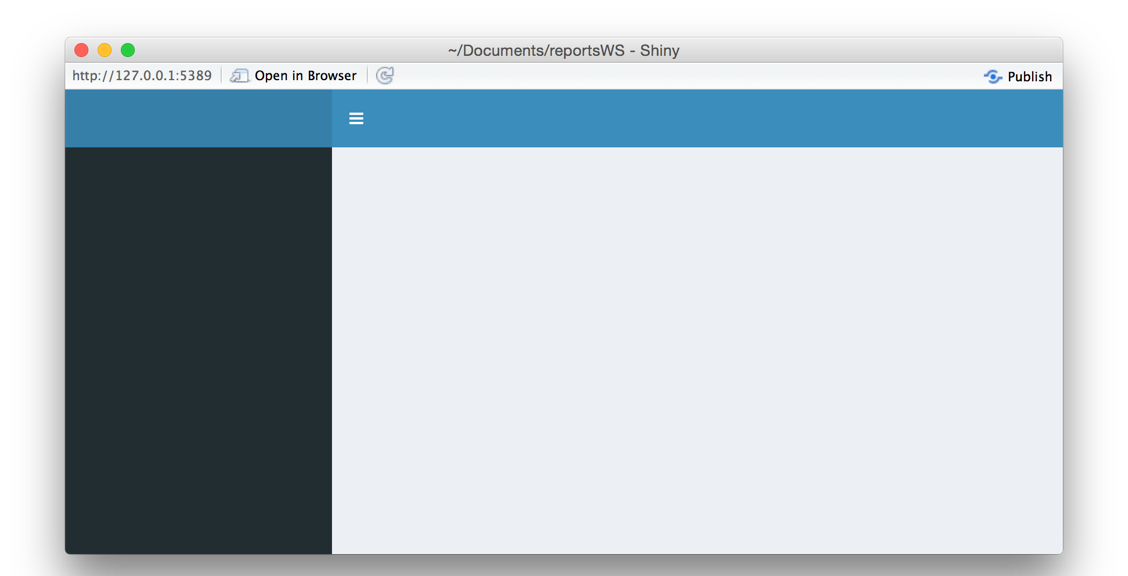 ~/Documents/reportsWS - Shiny
http://127.0.0.1:5389 Open in Browser Publish